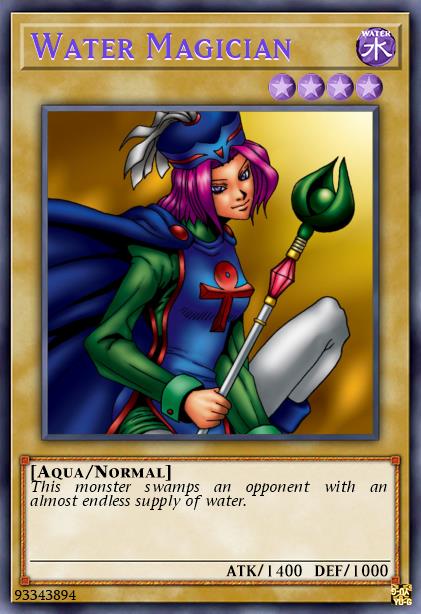 Water Magician
WATER
水
[Aqua/Normal]
This monster swamps an opponent with an
almost endless supply of water.
ATK/1400 DEF/1000
93343894